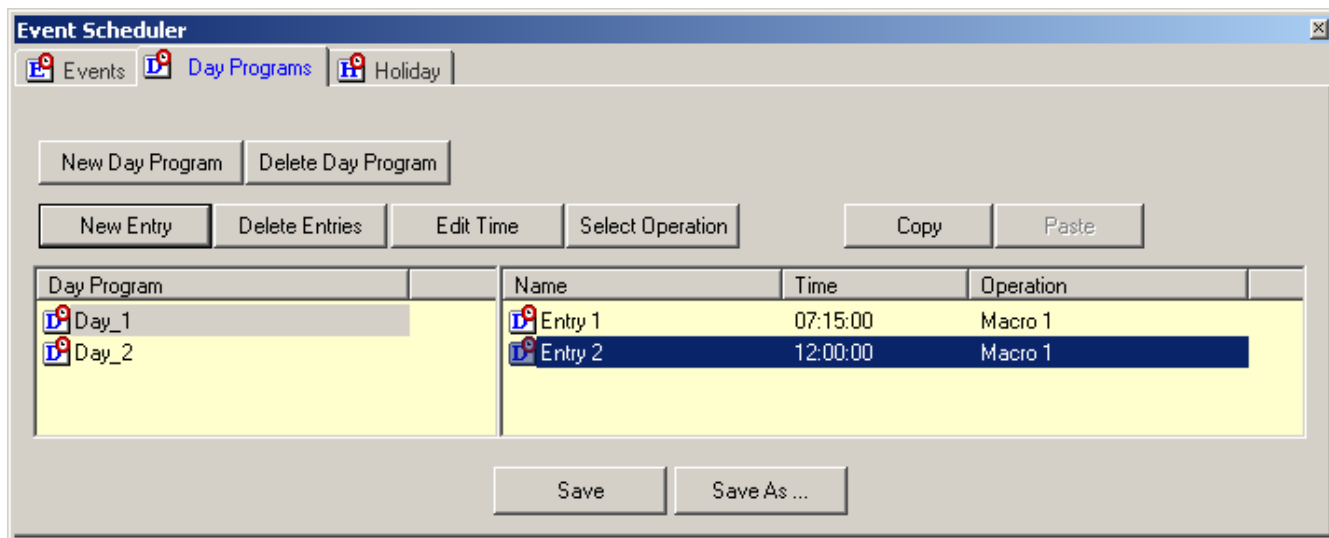 Event Scheduler
E Events D Day Programs H Holiday
New Day Program Delete Day Program
New Entry Delete Entries Edit Time Select Operation Copy Paste
Day Program Name Time Operation
D Day_1 D Entry 1 07:15:00 Macro 1
D Day_2 D Entry 2 12:00:00 Macro 1
Save Save As ...